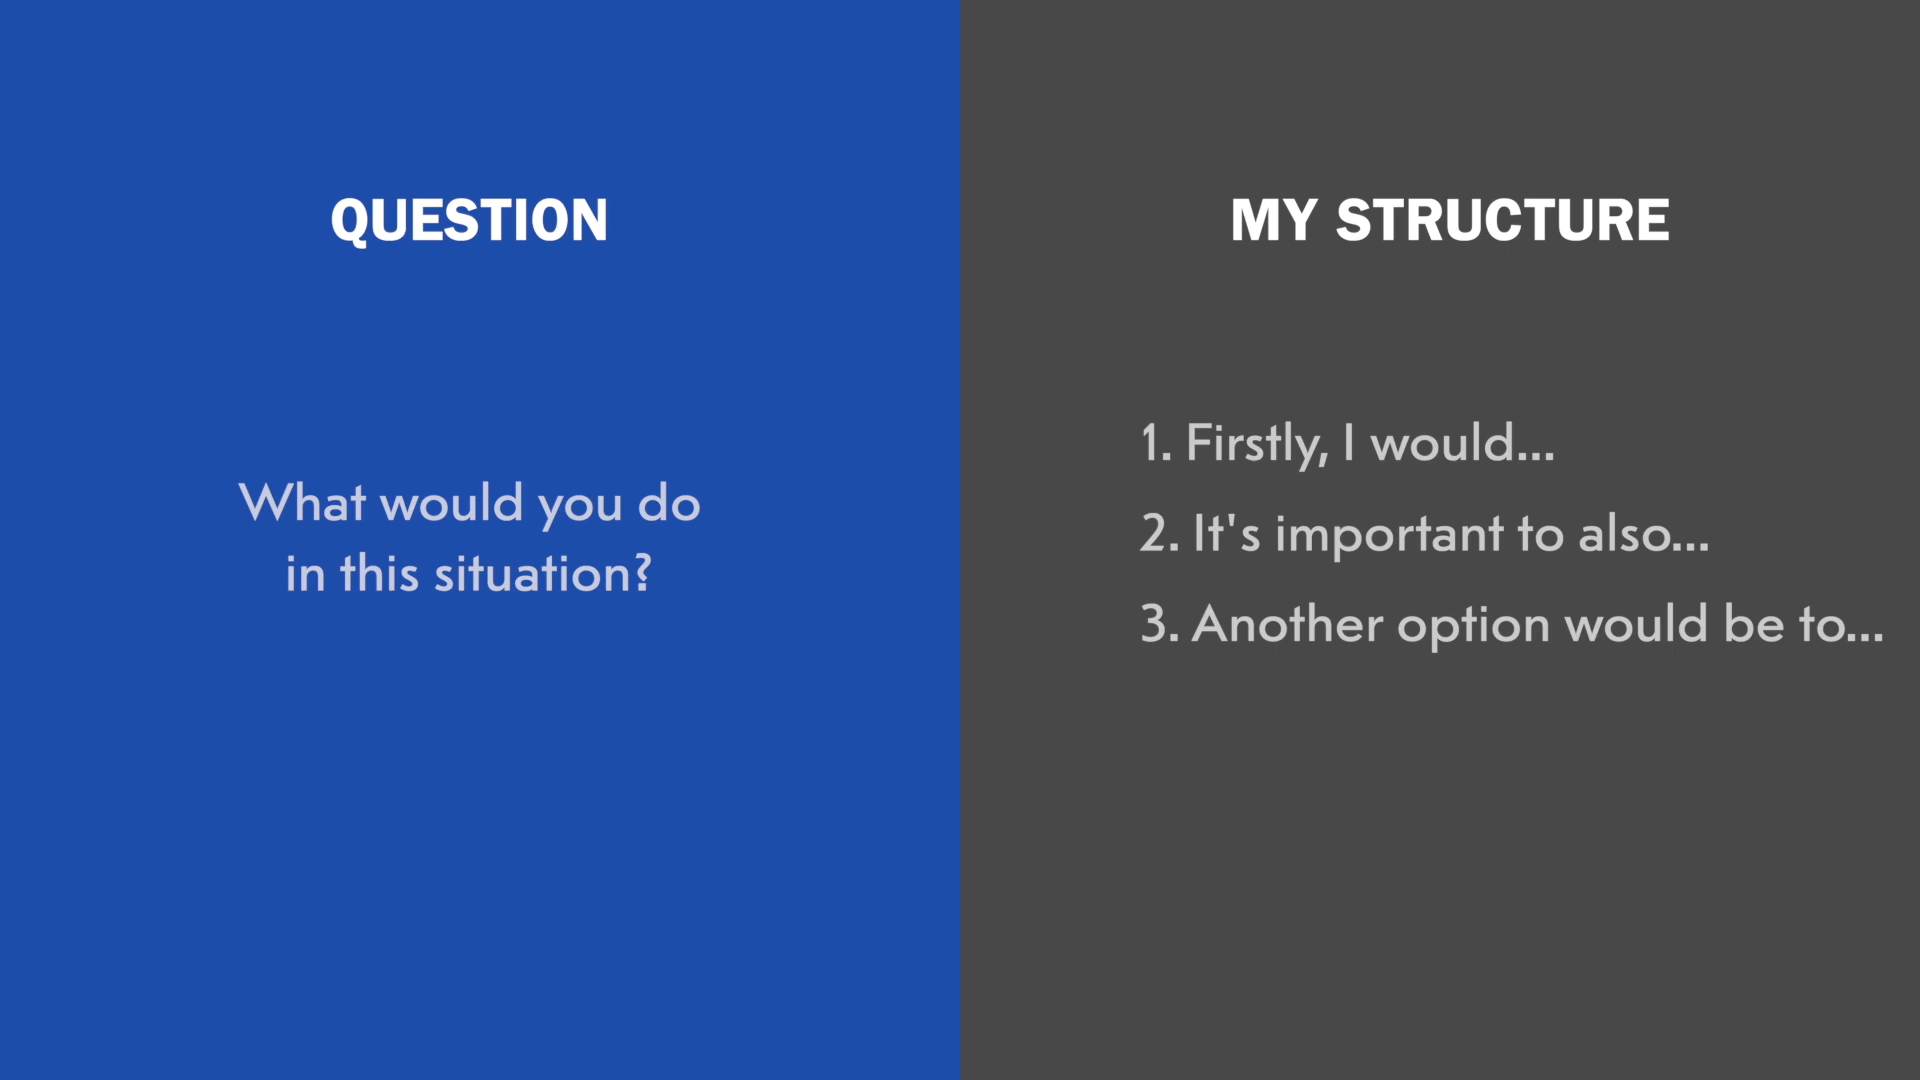 QUESTION
What would you do
in this situation?
MY STRUCTURE
1. Firstly, I would...
2. It's important to also...
3. Another option would be to...